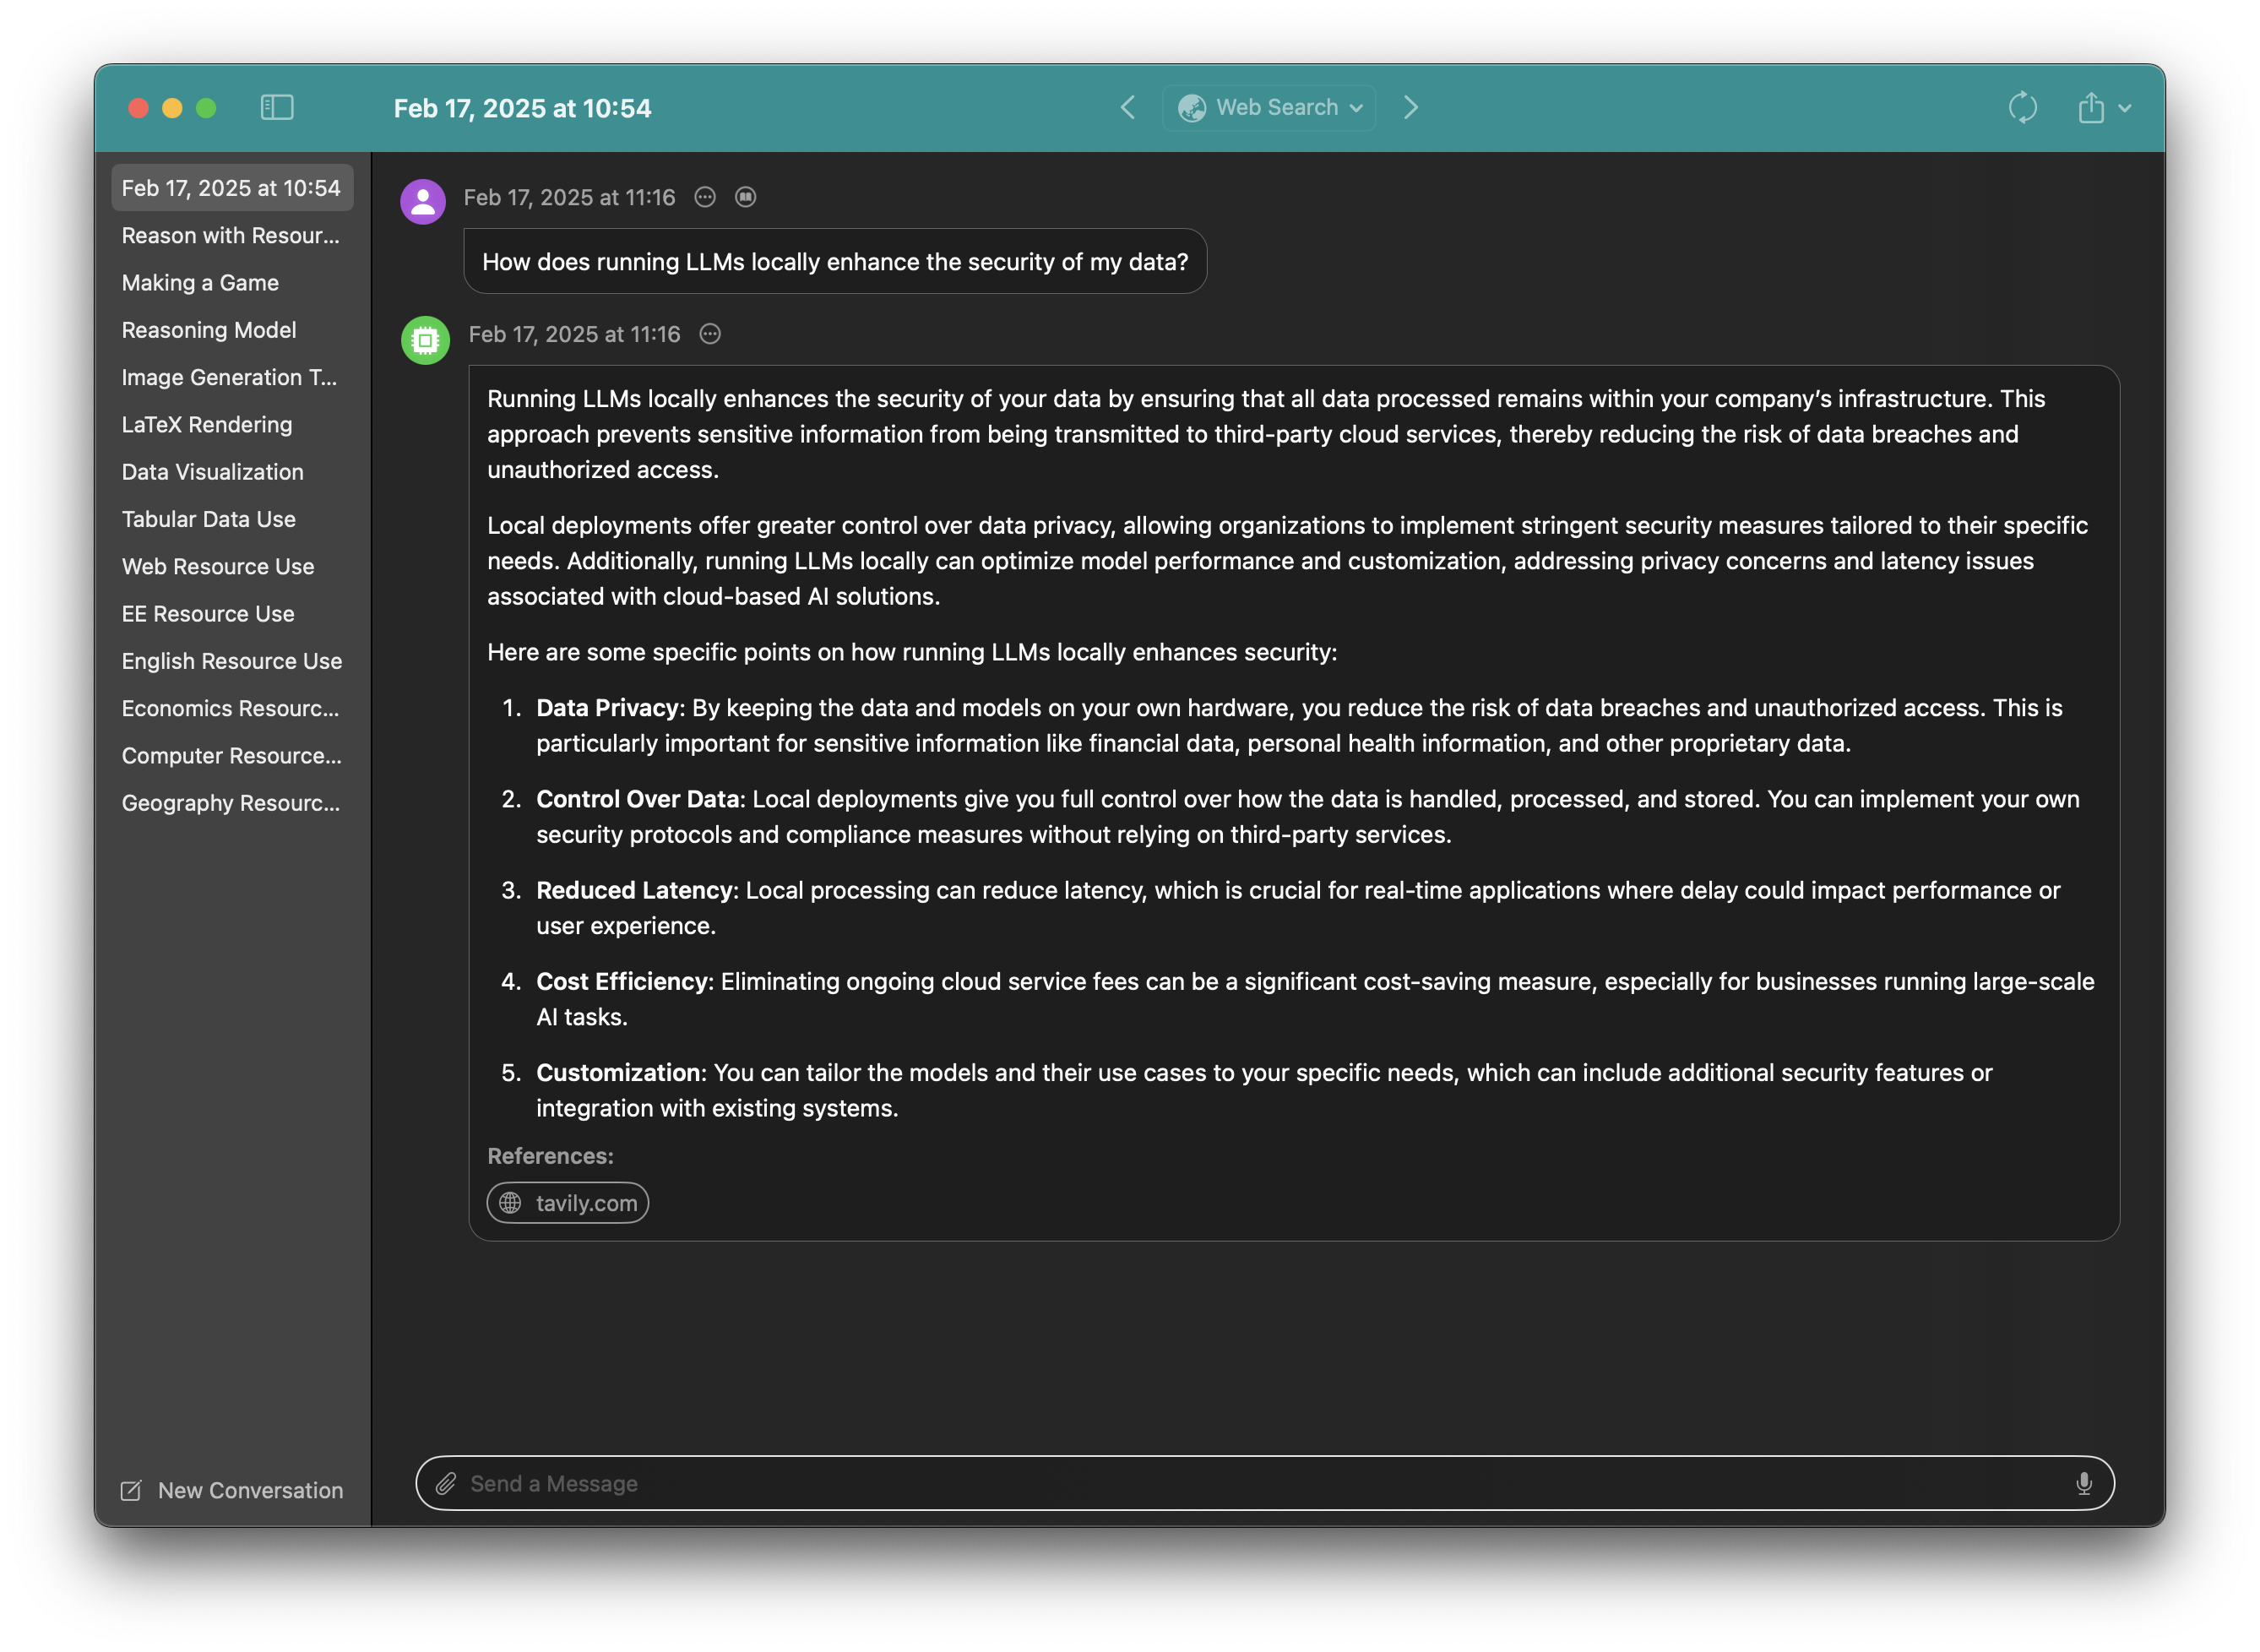 Feb 17, 2025 at 10:54
Web Search
Feb 17, 2025 at 10:54
Reason with Resour...
Making a Game
Reasoning Model
Image Generation T...
LaTeX Rendering
Data Visualization
Tabular Data Use
Web Resource Use
EE Resource Use
English Resource Use
Economics Resourc...
Computer Resource...
Geography Resourc...
New Conversation
Feb 17, 2025 at 11:16
How does running LLMs locally enhance the security of my data?
Feb 17, 2025 at 11:16
Running LLMs locally enhances the security of your data by ensuring that all data processed remains within your company’s infrastructure. This
approach prevents sensitive information from being transmitted to third-party cloud services, thereby reducing the risk of data breaches and
unauthorized access.
Local deployments offer greater control over data privacy, allowing organizations to implement stringent security measures tailored to their specific
needs. Additionally, running LLMs locally can optimize model performance and customization, addressing privacy concerns and latency issues
associated with cloud-based AI solutions.
Here are some specific points on how running LLMs locally enhances security:
1. Data Privacy: By keeping the data and models on your own hardware, you reduce the risk of data breaches and unauthorized access. This is
particularly important for sensitive information like financial data, personal health information, and other proprietary data.
2. Control Over Data: Local deployments give you full control over how the data is handled, processed, and stored. You can implement your own
security protocols and compliance measures without relying on third-party services.
3. Reduced Latency: Local processing can reduce latency, which is crucial for real-time applications where delay could impact performance or
user experience.
4. Cost Efficiency: Eliminating ongoing cloud service fees can be a significant cost-saving measure, especially for businesses running large-scale
AI tasks.
5. Customization: You can tailor the models and their use cases to your specific needs, which can include additional security features or
integration with existing systems.
References:
tavily.com
Send a Message